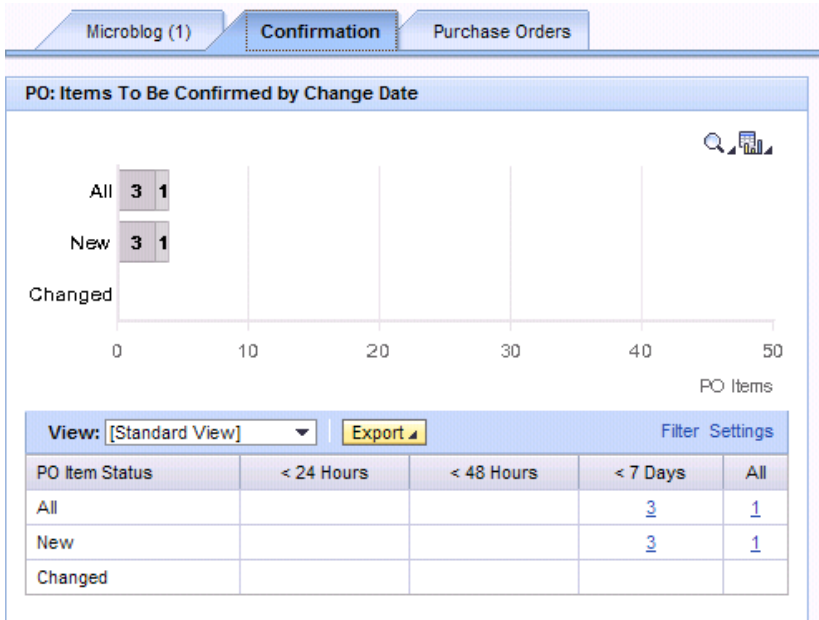 Microblog (1) Confirmation Purchase Orders
PO: Items To Be Confirmed by Change Date
All 3 1
New 3 1
Changed
0 10 20 30 40 50
PO Items
View: [Standard View] Export Filter Settings
PO Item Status < 24 Hours < 48 Hours < 7 Days All
All 3 1
New 3 1
Changed